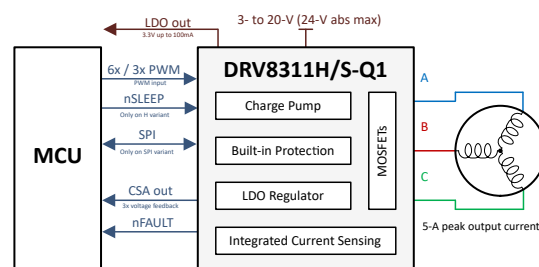 LDO out
3.3V up to 100mA
3- to 20-V (24-V abs max)
MCU
6x / 3x PWM
PWM input
nSLEEP
Only on H variant
SPI
Only on SPI variant
CSA out
3x voltage feedback
nFAULT
DRV8311H/S-Q1
Charge Pump
Built-in Protection
LDO Regulator
Integrated Current Sensing
MOSFETs
A
B
C
5-A peak output current